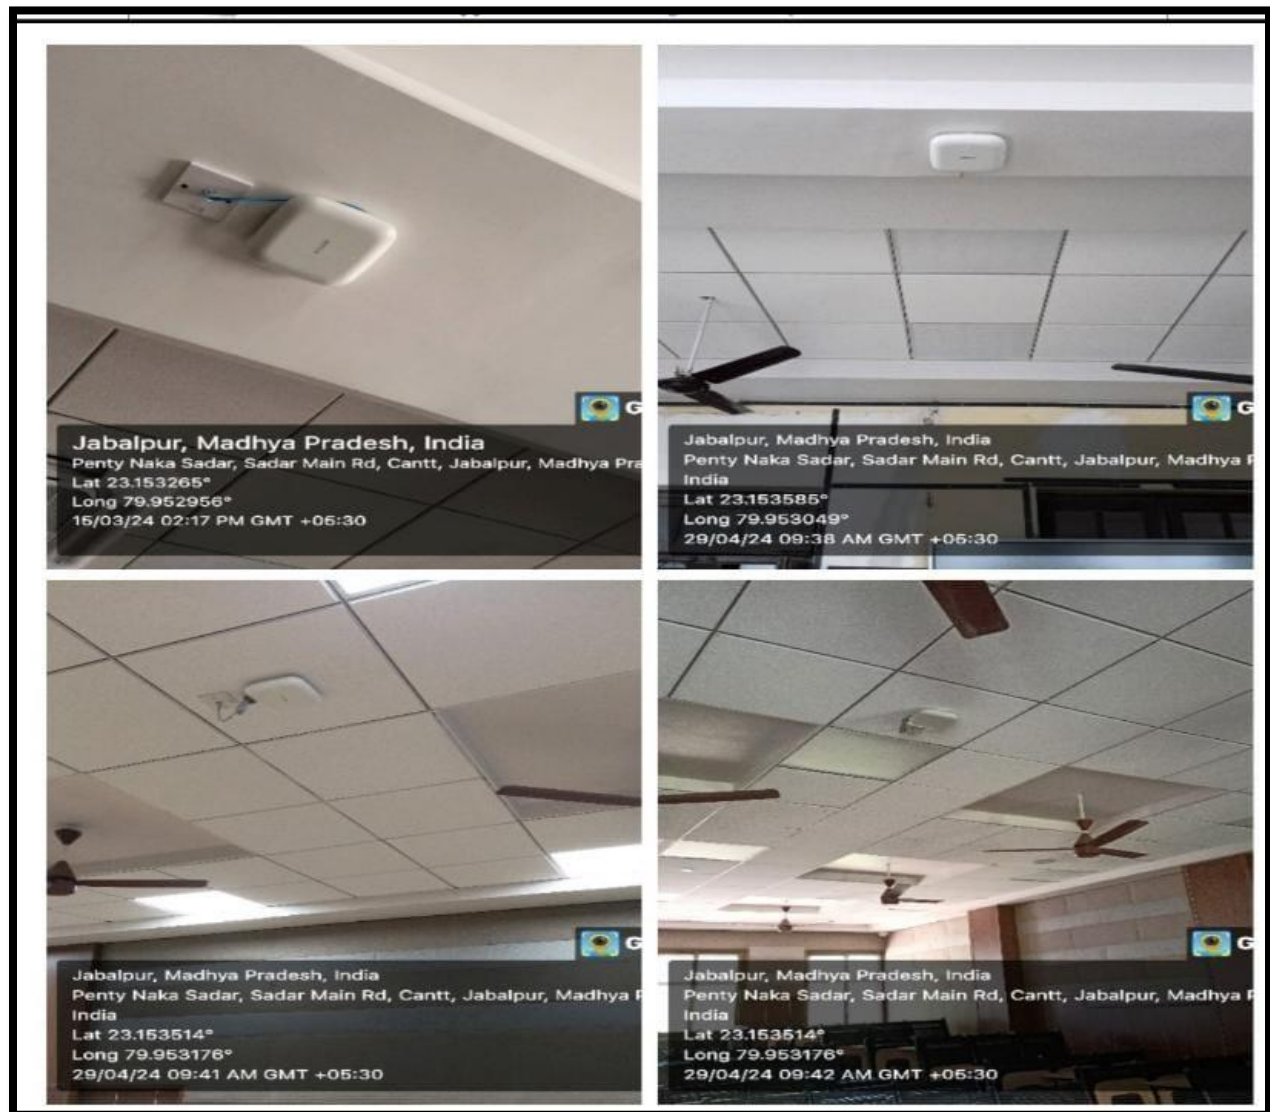 Jabalpur, Madhya Pradesh, India
Penty Naka Sadar, Sadar Main Rd, Cantt, Jabalpur, Madhya Pra
Lat 23.153265°
Long 79.952956°
15/03/24 02:17 PM GMT +05:30
G
Jabalpur, Madhya Pradesh, India
Penty Naka Sadar, Sadar Main Rd, Cantt, Jabalpur, Madhya P
India
Lat 23.153585°
Long 79.953049°
29/04/24 09:38 AM GMT +05:30
G
Jabalpur, Madhya Pradesh, India
Penty Naka Sadar, Sadar Main Rd, Cantt, Jabalpur, Madhya P
India
Lat 23.153514°
Long 79.953176°
29/04/24 09:41 AM GMT +05:30
G
Jabalpur, Madhya Pradesh, India
Penty Naka Sadar, Sadar Main Rd, Cantt, Jabalpur, Madhya P
India
Lat 23.153514°
Long 79.953176°
29/04/24 09:42 AM GMT +05:30
G